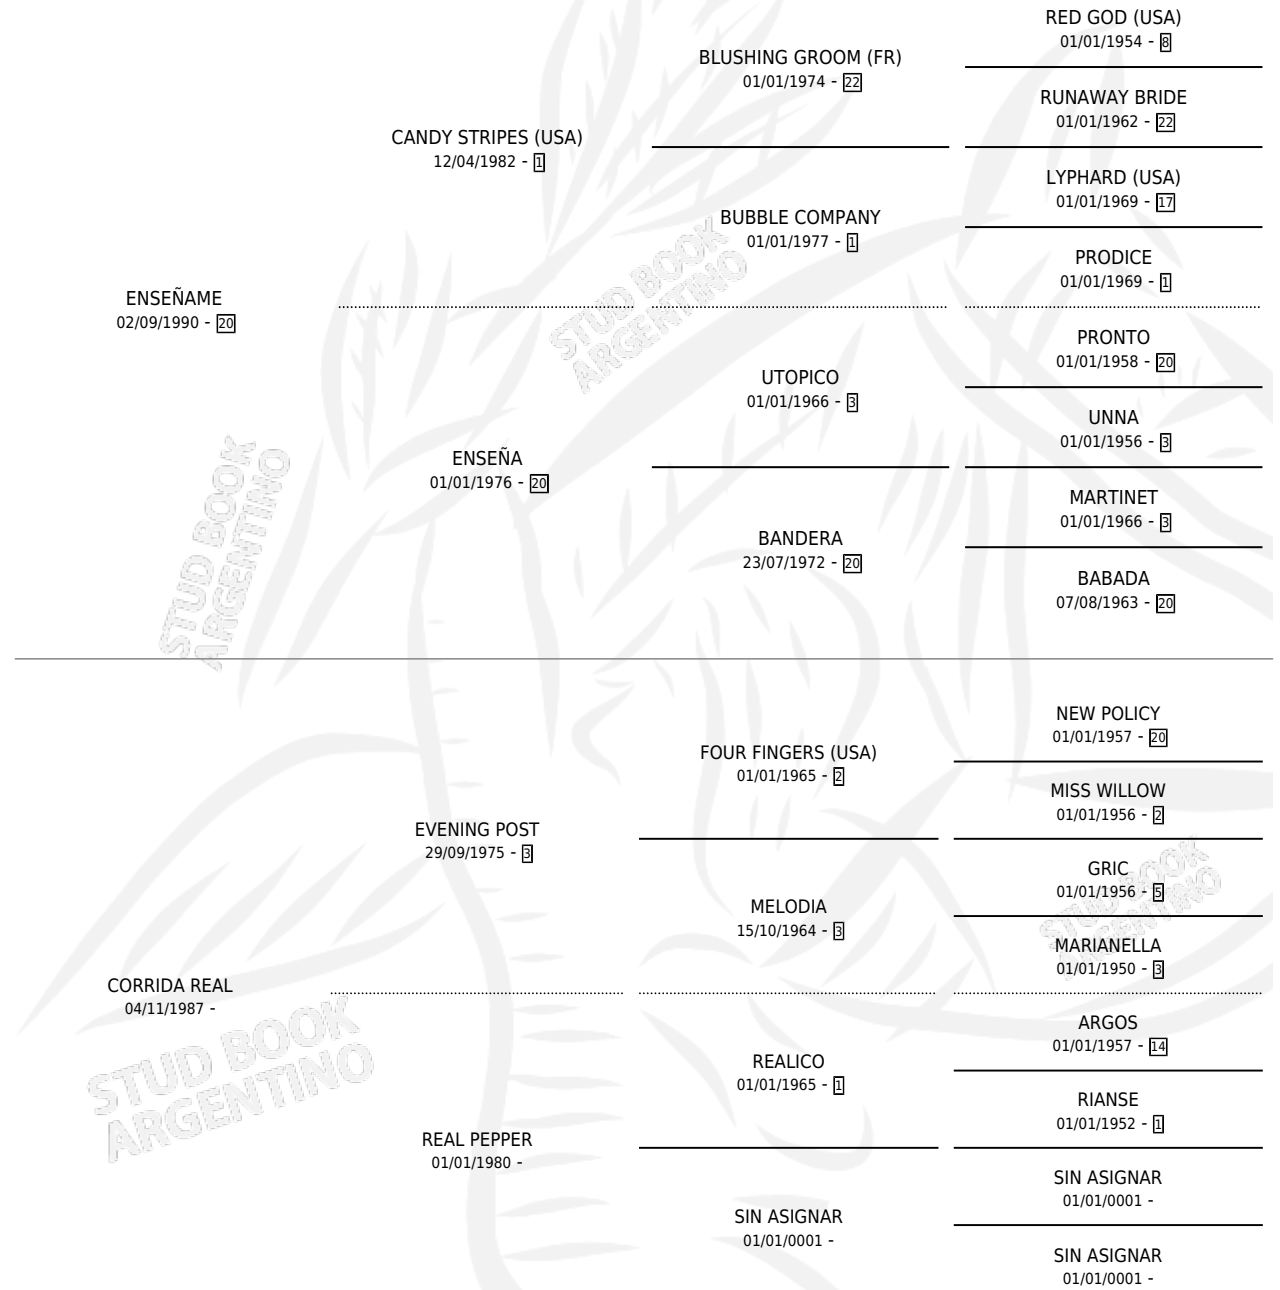 RED GOD (USA)
01/01/1954 - 8
BLUSHING GROOM (FR)
01/01/1974 - 22
RUNAWAY BRIDE
01/01/1962 - 22
CANDY STRIPES (USA)
12/04/1982 - 1
LYPHARD (USA)
01/01/1969 - 17
BUBBLE COMPANY
01/01/1977 - 1
PRODICE
01/01/1969 - 1
ENSEÑAME
02/09/1990 - 20
PRONTO
01/01/1958 - 20
UTOPICO
01/01/1966 - 3
UNNA
01/01/1956 - 3
ENSEÑA
01/01/1976 - 20
MARTINET
01/01/1966 - 3
BANDERA
23/07/1972 - 20
BABADA
07/08/1963 - 20
STUD BOOK
ARGENTINO
STUD BOOK
ARGENTINO
NEW POLICY
01/01/1957 - 20
FOUR FINGERS (USA)
01/01/1965 - 2
MISS WILLOW
01/01/1956 - 2
EVENING POST
29/09/1975 - 3
GRIC
01/01/1956 - 5
MELODIA
15/10/1964 - 3
MARIANELLA
01/01/1950 - 3
STUD BOOK
ARGENTINO
CORRIDA REAL
04/11/1987 -
ARGOS
01/01/1957 - 14
REALICO
01/01/1965 - 1
RIANSE
01/01/1952 - 1
STUD BOOK
ARGENTINO
REAL PEPPER
01/01/1980 -
SIN ASIGNAR
01/01/0001 -
SIN ASIGNAR
01/01/0001 -
SIN ASIGNAR
01/01/0001 -